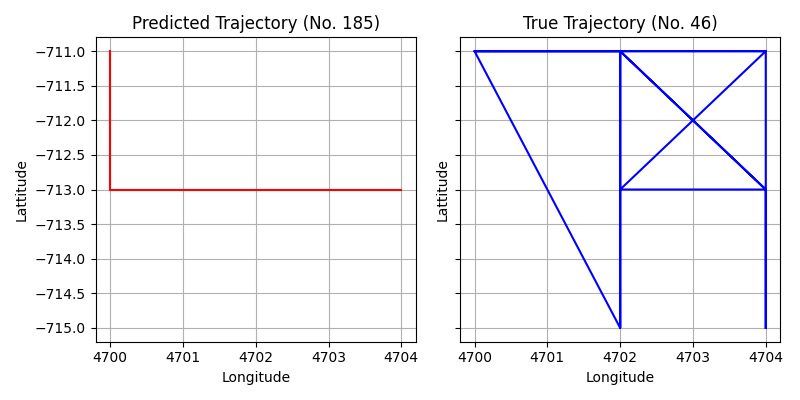 Predicted Trajectory (No. 185)
True Trajectory (No. 46)
−711.0
−711.5
−712.0
−712.5
−713.0
−713.5
−714.0
−714.5
−715.0
Lattitude
Lattitude
4700 4701 4702 4703 4704
4700 4701 4702 4703 4704
Longitude
Longitude